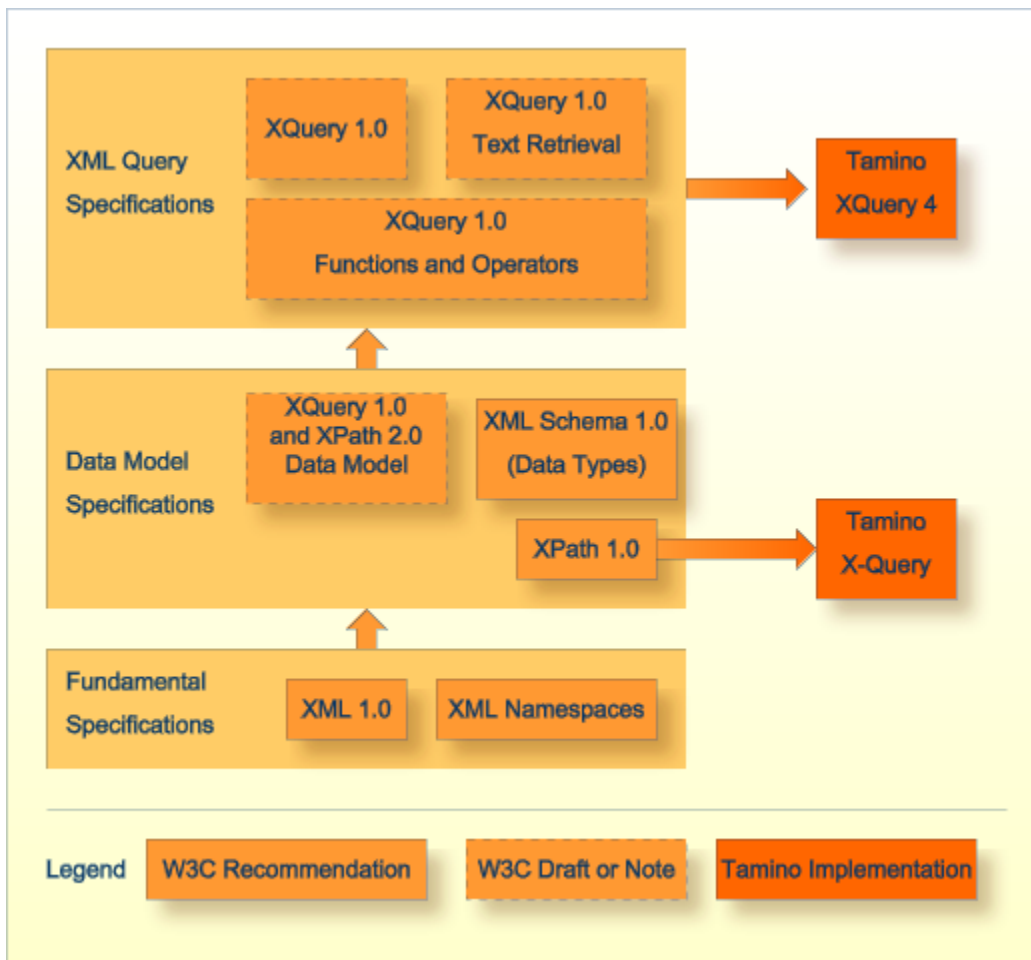 XML Query
Specifications
XQuery 1.0
XQuery 1.0
Text Retrieval
XQuery 1.0
Functions and Operators
Tamino
XQuery 4
Data Model
Specifications
XQuery 1.0
and XPath 2.0
Data Model
XML Schema 1.0
(Data Types)
XPath 1.0
Tamino
X-Query
Fundamental
Specifications
XML 1.0
XML Namespaces
Legend
W3C Recommendation
W3C Draft or Note
Tamino Implementation